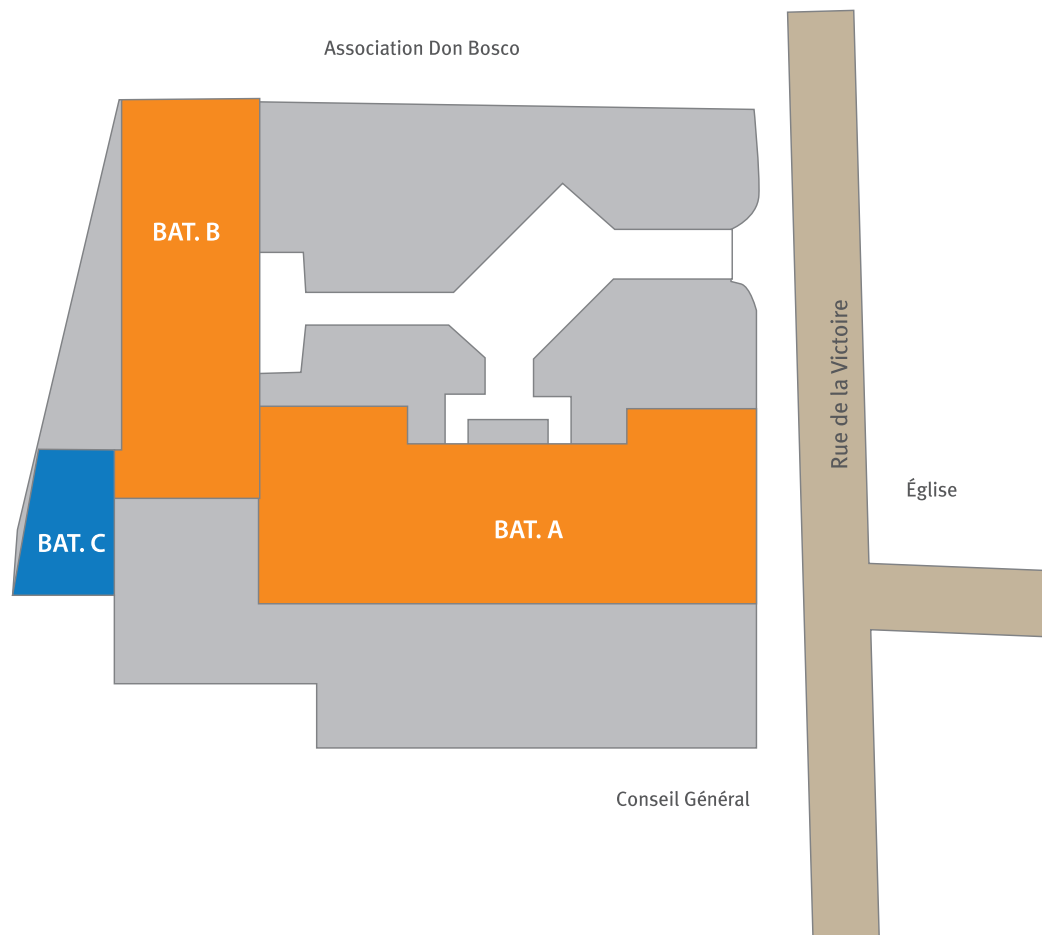 Association Don Bosco
BAT. B
Rue de la Victoire
Église
BAT. A
BAT. C
Conseil Général